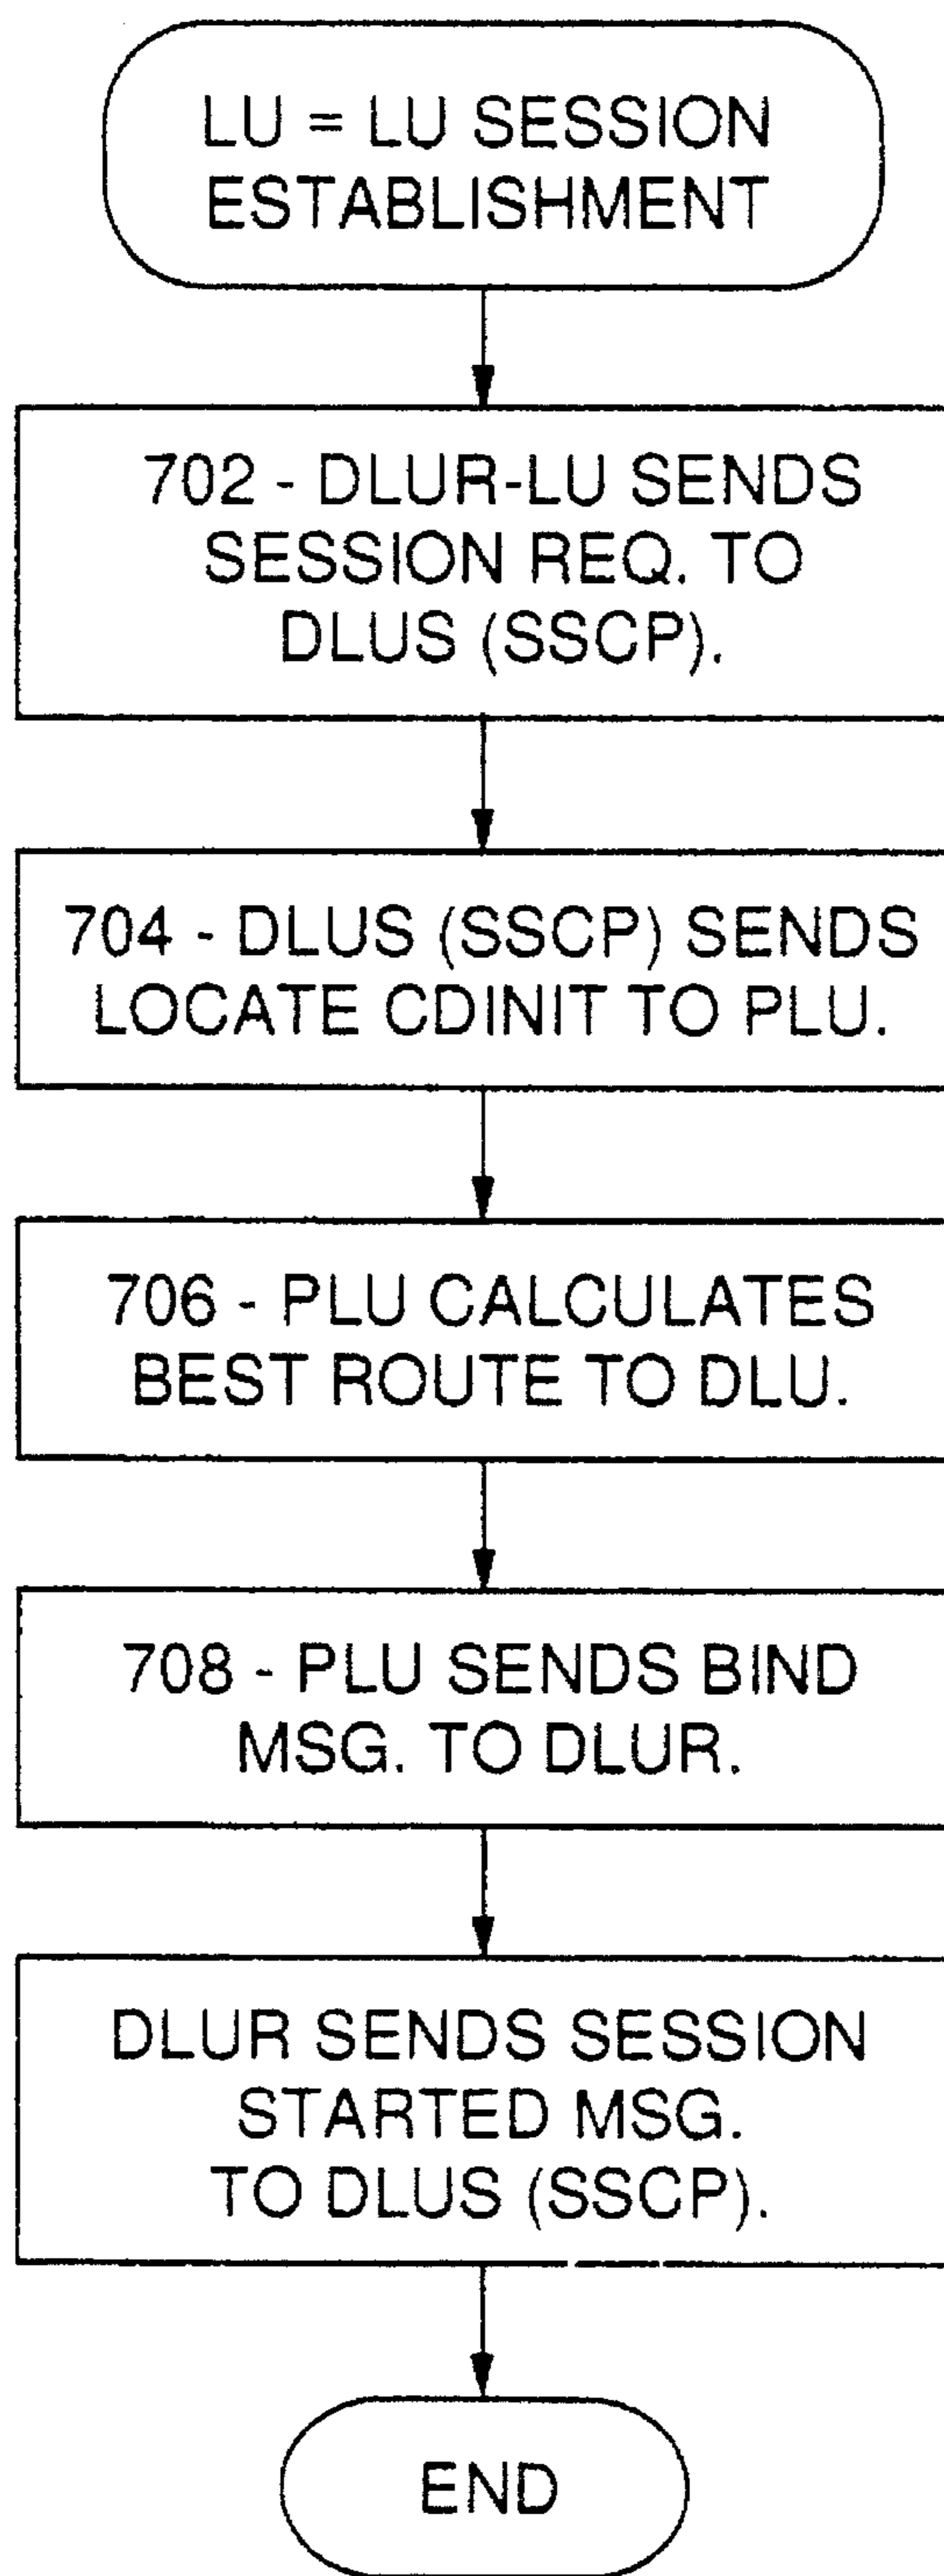 LU = LU SESSION
ESTABLISHMENT
702 - DLUR-LU SENDS
SESSION REQ. TO
DLUS (SSCP).
704 - DLUS (SSCP) SENDS
LOCATE CDINIT TO PLU.
706 - PLU CALCULATES
BEST ROUTE TO DLU.
708 - PLU SENDS BIND
MSG. TO DLUR.
DLUR SENDS SESSION
STARTED MSG.
TO DLUS (SSCP).
END